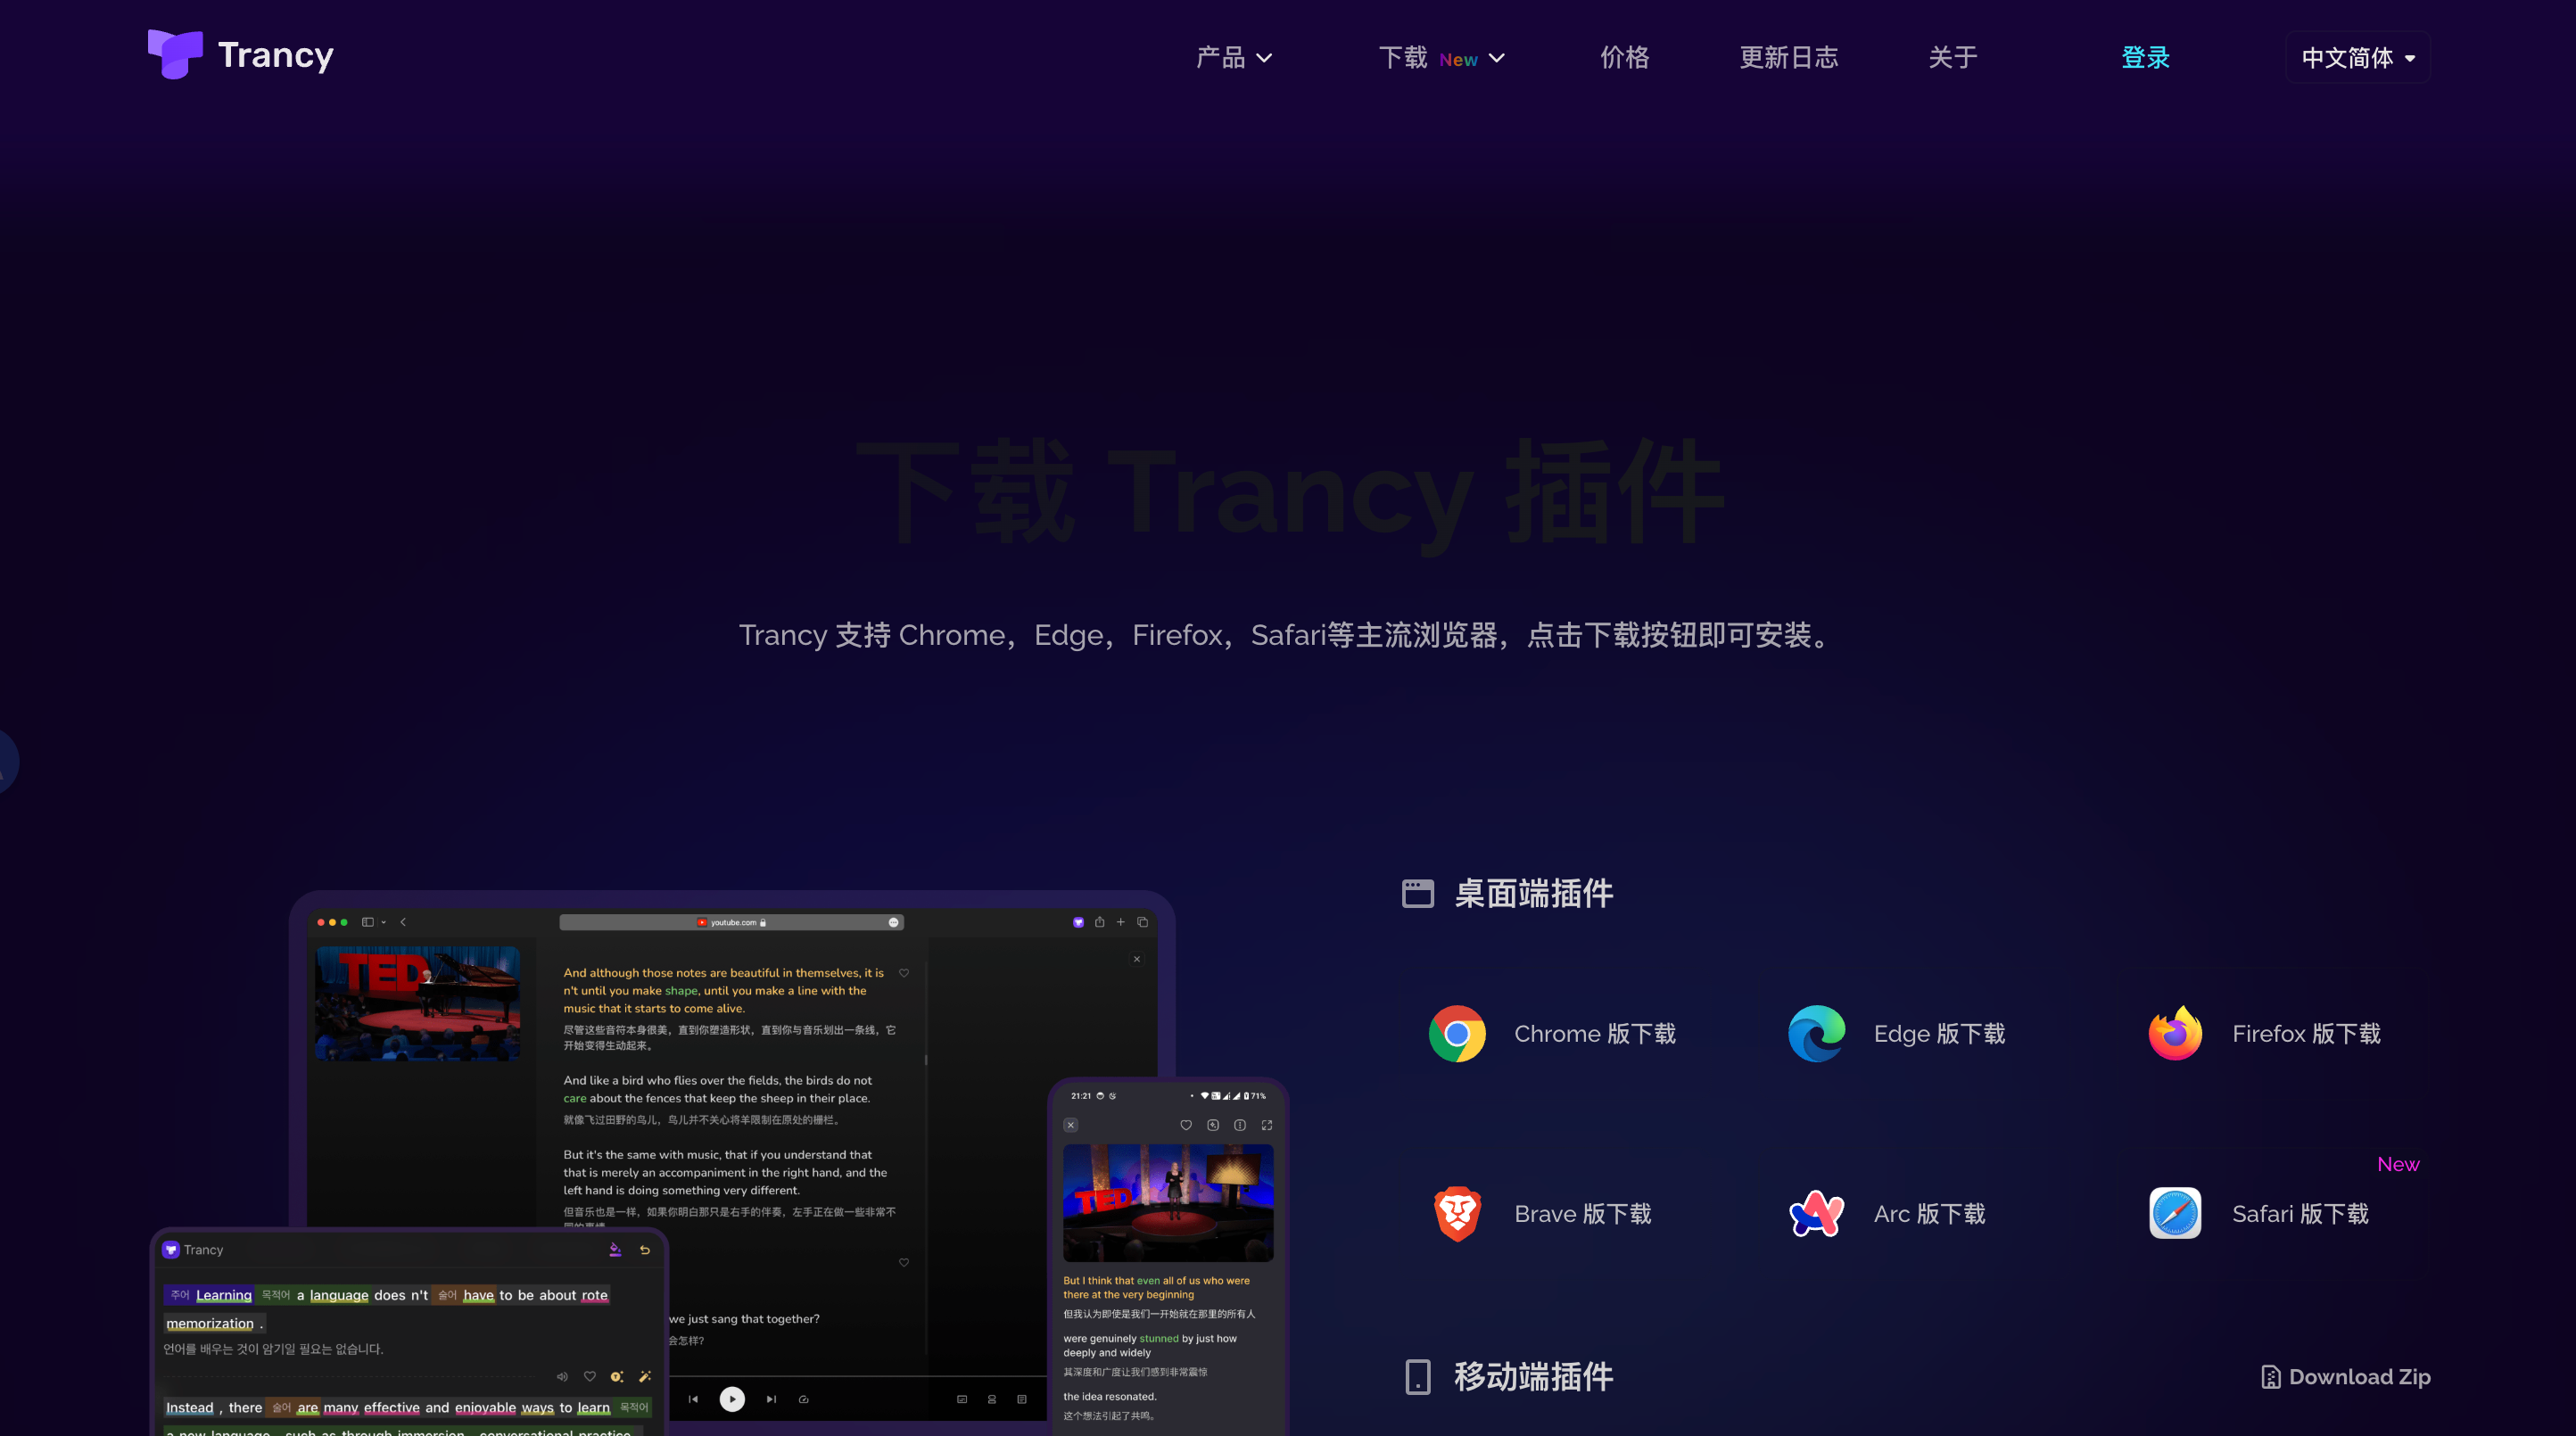 Trancy
产品
下载 New
价格
更新日志
关于
登录
中文简体
下载 Trancy 插件
Trancy 支持 Chrome，Edge，Firefox，Safari等主流浏览器，点击下载按钮即可安装。
youtube.com
TED
And although those notes are beautiful in themselves, it is
n't until you make shape, until you make a line with the
music that it starts to come alive.
尽管这些音符本身很美，直到你塑造形状，直到你与音乐划出一条线，它
开始变得生动起来。
And like a bird who flies over the fields, the birds do not
care about the fences that keep the sheep in their place.
就像飞过田野的鸟儿，鸟儿并不关心将羊限制在原处的栅栏。
But it's the same with music, that if you understand that
that is merely an accompaniment in the right hand, and the
left hand is doing something very different.
但音乐也是一样，如果你明白那只是右手的伴奏，左手正在做一些非常不
we just sang that together?
会怎样？
Trancy
주어 Learning 목적어 a language does n't 술어 have to be about rote
memorization .
언어를 배우는 것이 암기일 필요는 없습니다.
Instead , there 술어 are many effective and enjoyable ways to learn 목적어
a new language , such as through immersion , conversational practice
21:21
71%
TED
But I think that even all of us who were
there at the very beginning
但我认为即使是我们一开始就在那里的所有人
were genuinely stunned by just how
deeply and widely
其深度和广度让我们感到非常震惊
the idea resonated.
这个想法引起了共鸣。
桌面端插件
Chrome 版下载
Edge 版下载
Firefox 版下载
Brave 版下载
Arc 版下载
New
Safari 版下载
移动端插件
Download Zip